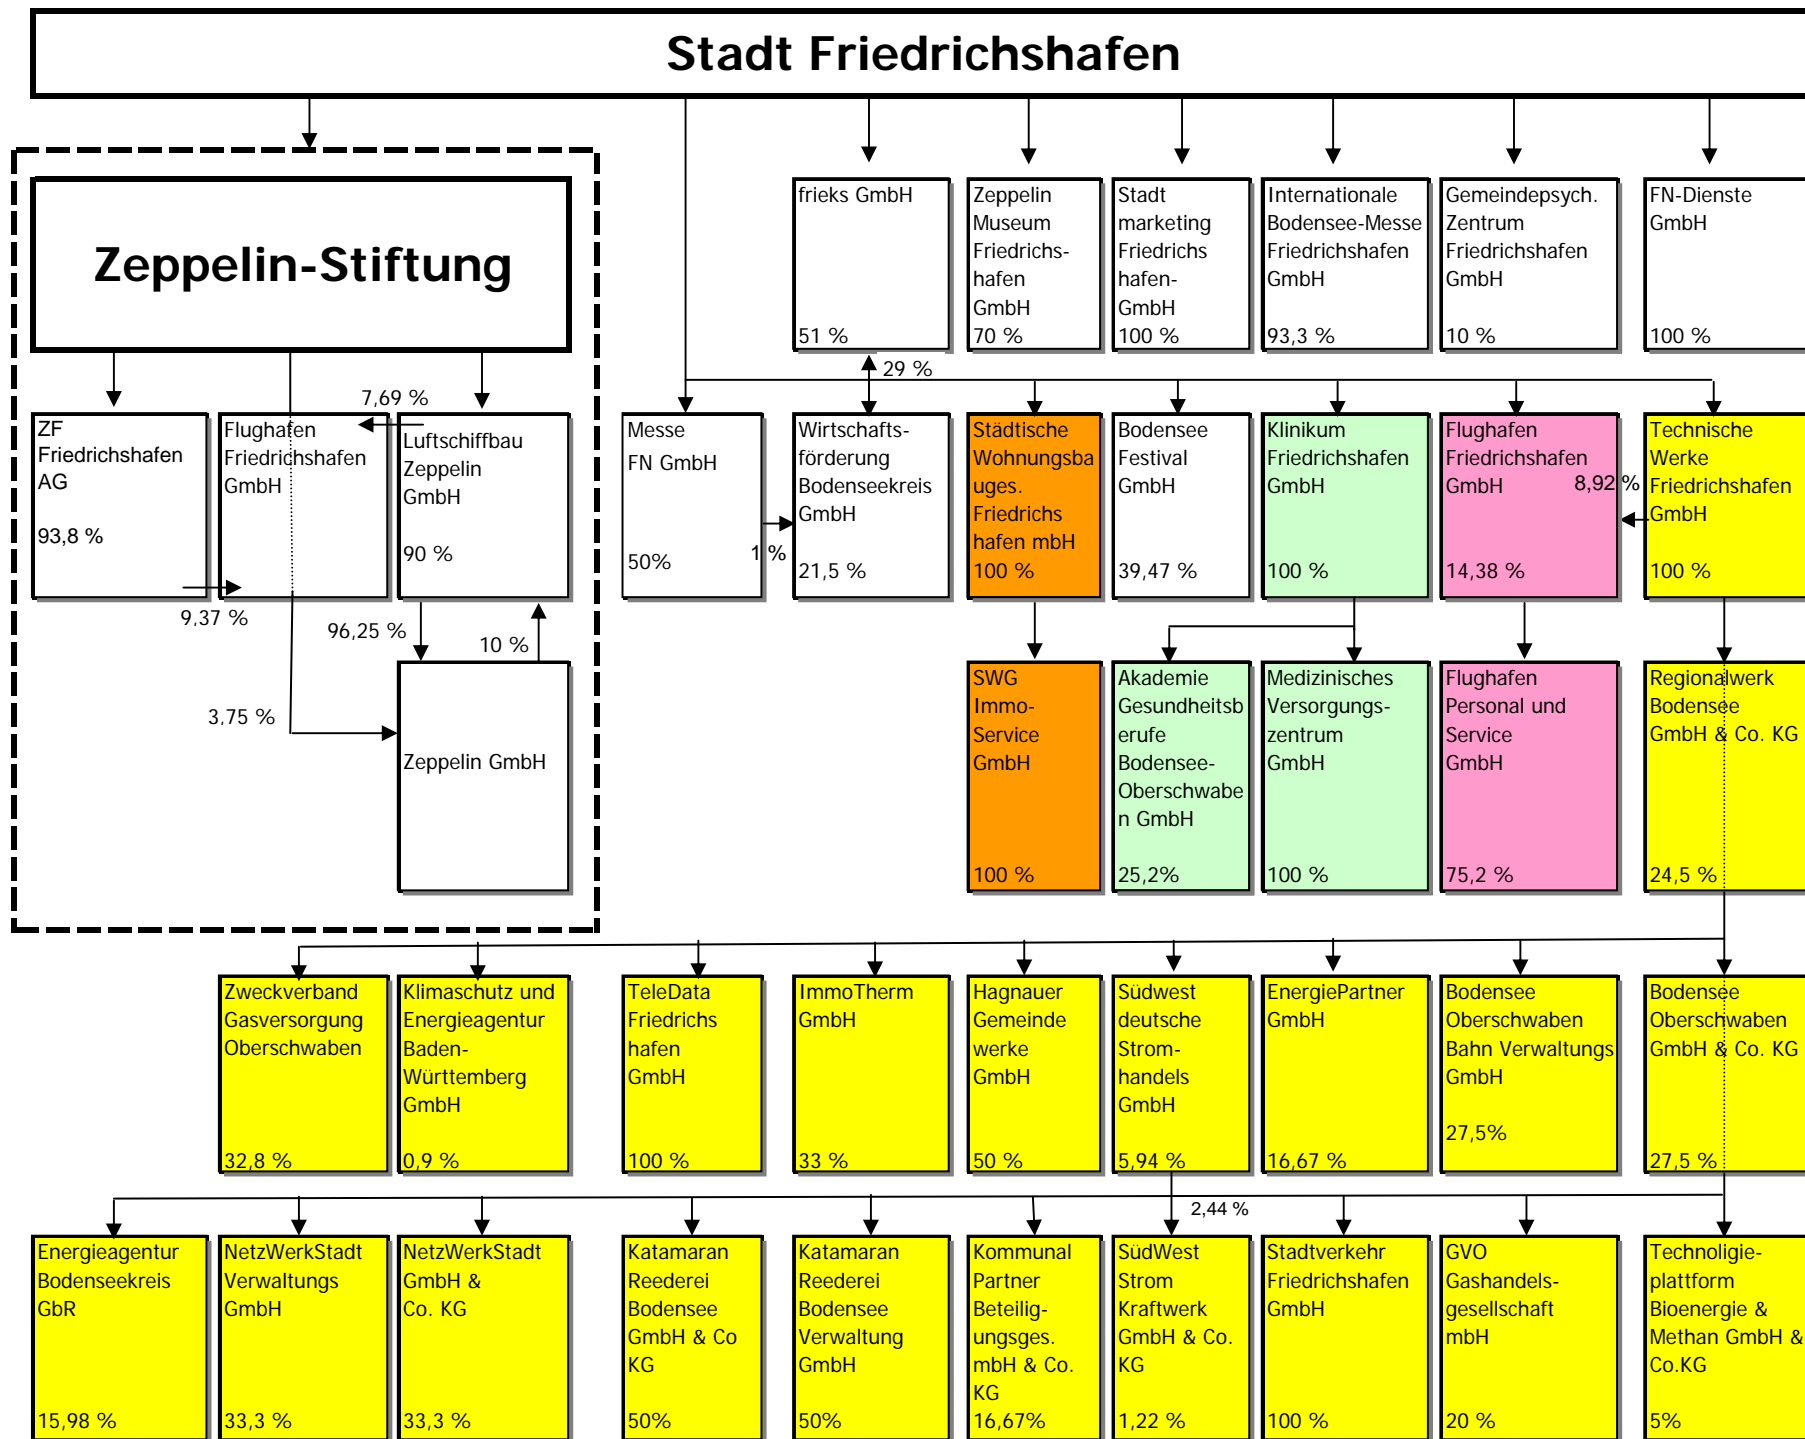 Stadt Friedrichshafen
Zeppelin-Stiftung
frieks GmbH
51 %
Zeppelin
Museum
Friedrichs-
hafen
GmbH
70 %
Stadt
marketing
Friedrichs
hafen-
GmbH
100 %
Internationale
Bodensee-Messe
Friedrichshafen
GmbH
93,3 %
Gemeindepsych.
Zentrum
Friedrichshafen
GmbH
10 %
FN-Dienste
GmbH
100 %
29 %
7,69 %
ZF
Friedrichshafen
AG
93,8 %
Flughafen
Friedrichshafen
GmbH
Luftschiffbau
Zeppelin
GmbH
90 %
9,37 %
96,25 %
10 %
3,75 %
Zeppelin GmbH
Messe
FN GmbH
50%
1 %
Wirtschafts-
förderung
Bodenseekreis
GmbH
21,5 %
Städtische
Wohnungsba
uges.
Friedrichs
hafen mbH
100 %
Bodensee
Festival
GmbH
39,47 %
Klinikum
Friedrichshafen
GmbH
100 %
Flughafen
Friedrichshafen
GmbH
14,38 %
8,92 %
Technische
Werke
Friedrichshafen
GmbH
100 %
SWG
Immo-
Service
GmbH
100 %
Akademie
Gesundheitsb
erufe
Bodensee-
Oberschwabe
n GmbH
25,2%
Medizinisches
Versorgungs-
zentrum
GmbH
100 %
Flughafen
Personal und
Service
GmbH
75,2 %
Regionalwerk
Bodensee
GmbH & Co. KG
24,5 %
Zweckverband
Gasversorgung
Oberschwaben
32,8 %
Klimaschutz und
Energieagentur
Baden-
Württemberg
GmbH
0,9 %
TeleData
Friedrichs
hafen
GmbH
100 %
ImmoTherm
GmbH
33 %
Hagnauer
Gemeinde
werke
GmbH
50 %
Südwest
deutsche
Strom-
handels
GmbH
5,94 %
EnergiePartner
GmbH
16,67 %
Bodensee
Oberschwaben
Bahn Verwaltungs
GmbH
27,5%
Bodensee
Oberschwaben
GmbH & Co. KG
27,5 %
2,44 %
Energieagentur
Bodenseekreis
GbR
15,98 %
NetzWerkStadt
Verwaltungs
GmbH
33,3 %
NetzWerkStadt
GmbH &
Co. KG
33,3 %
Katamaran
Reederei
Bodensee
GmbH & Co
KG
50%
Katamaran
Reederei
Bodensee
Verwaltung
GmbH
50%
Kommunal
Partner
Beteilig-
ungsges.
mbH & Co.
KG
16,67%
SüdWest
Strom
Kraftwerk
GmbH & Co.
KG
1,22 %
Stadtverkehr
Friedrichshafen
GmbH
100 %
GVO
Gashandels-
gesellschaft
mbH
20 %
Technoligie-
plattform
Bioenergie &
Methan GmbH &
Co.KG
5%